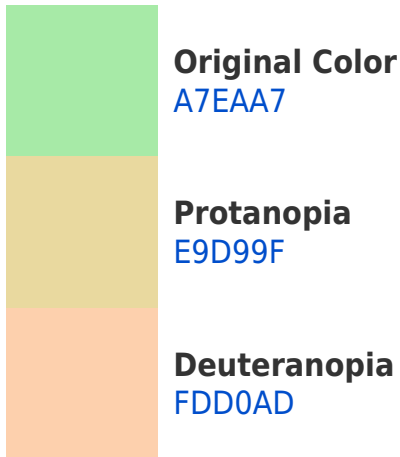 Original Color
A7EAA7
Protanopia
E9D99F
Deuteranopia
FDD0AD